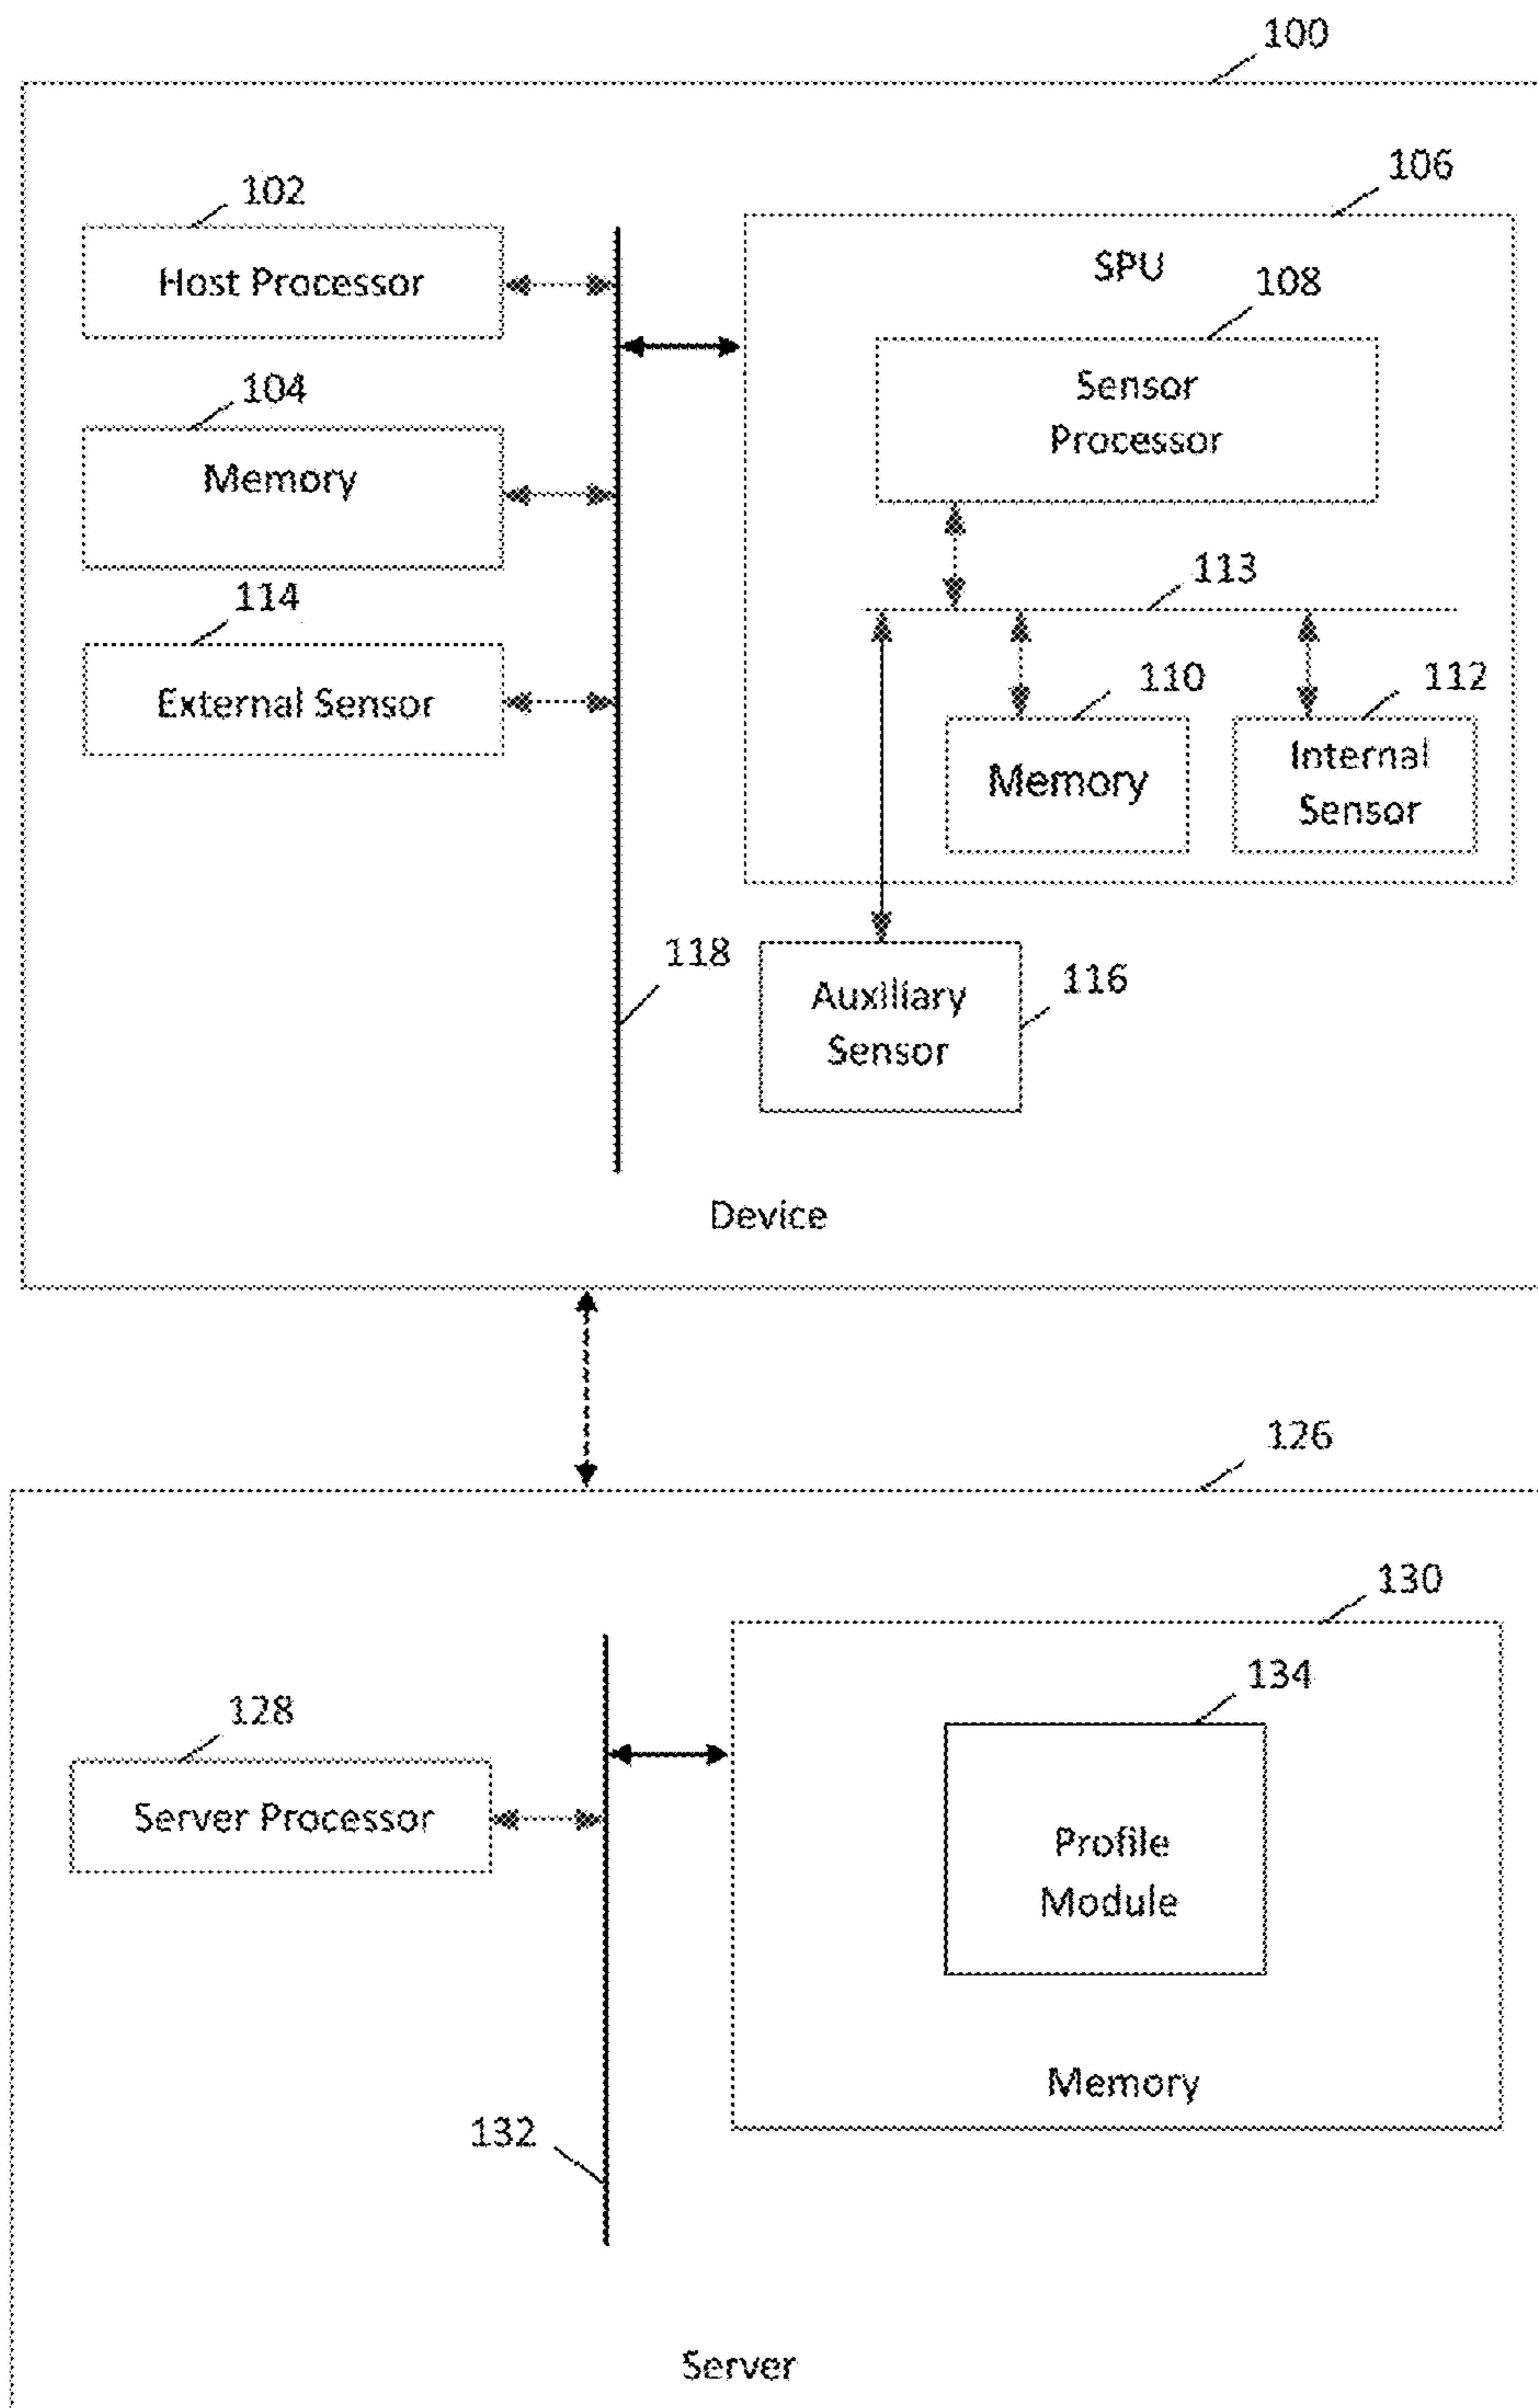 100
106
102
SPU
Host Processor
108
Sensor
Processor
104
Memory
113
114
External Sensor
110
112
Memory
Internal
Sensor
118
116
Auxiliary
Sensor
Device
126
130
134
128
Server Processor
Profile
Module
Memory
132
Server